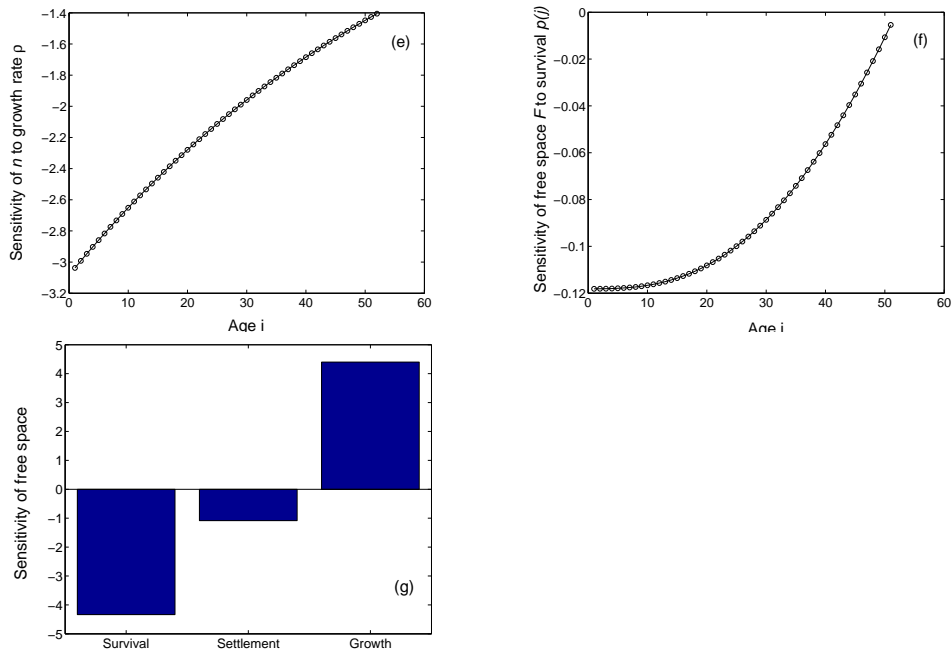 −1.4
−1.6
−1.8
−2
−2.2
−2.4
−2.6
−2.8
−3
−3.2
0 10 20 30 40 50 60
Age i
Sensitivity of n to growth rate ρ
(e)
0
−0.02
−0.04
−0.06
−0.08
−0.1
−0.12
0 10 20 30 40 50 60
Age i
Sensitivity of free space F to survival p(j)
(f)
5
4
3
2
1
0
−1
−2
−3
−4
−5
Survival Settlement Growth
Sensitivity of free space
(g)